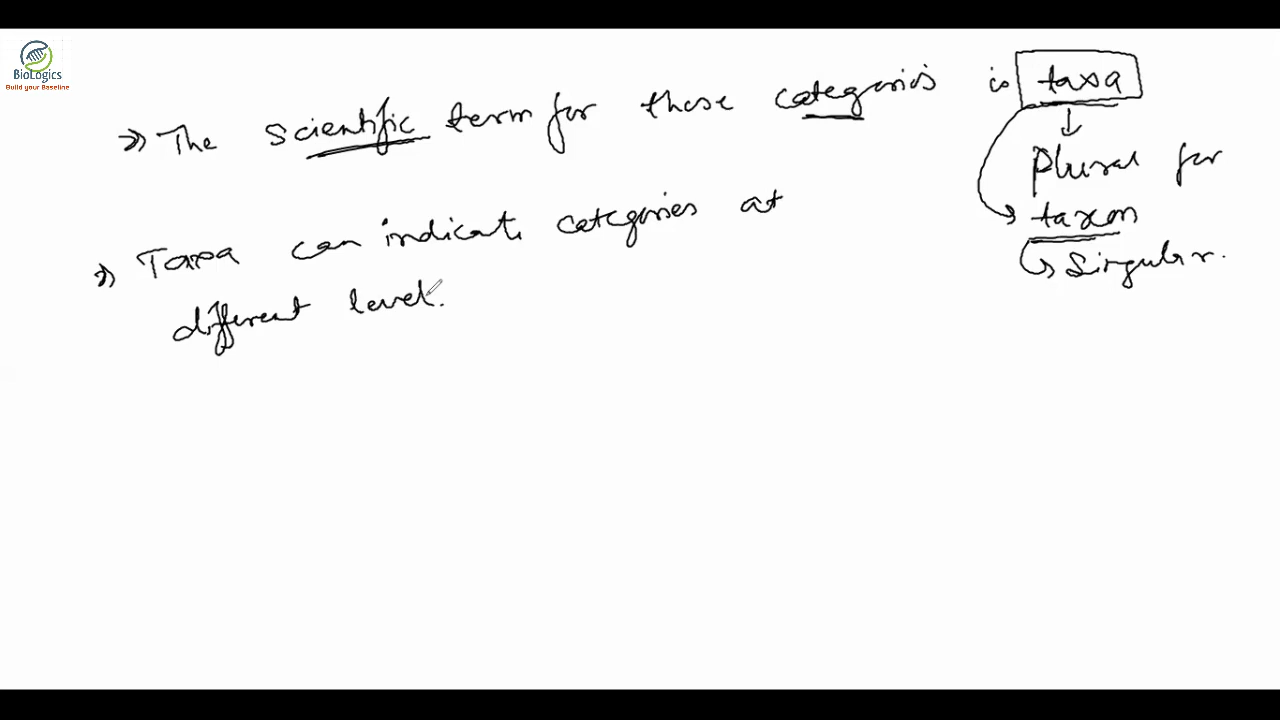 BioLogics
Build your Baseline
» The scientific term for these categories is taxa
Plural for
taxon
Singular.
» Taxa can indicate categories at
different level.